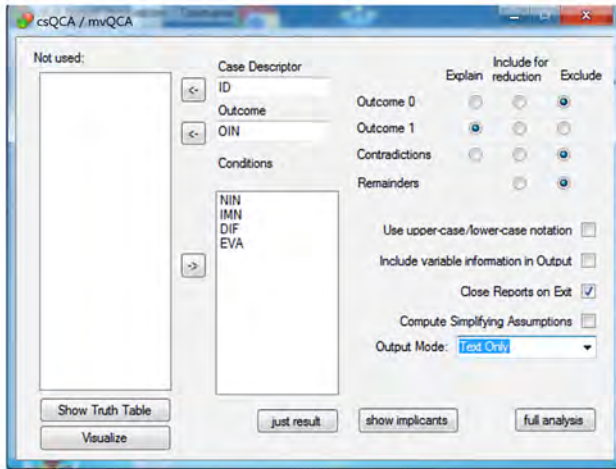 csQCA / mvQCA
Not used:
Case Descriptor
<-
ID
Outcome
<-
OIN
Conditions
NIN
IMN
DIF
EVA
->
Include for
Explain reduction Exclude
Outcome 0
Outcome 1
Contradictions
Remainders
Use upper-case/lower-case notation
Include variable information in Output
Close Reports on Exit
Compute Simplifying Assumptions
Output Mode: Text Only
Show Truth Table
Visualize
just result
show implicants
full analysis